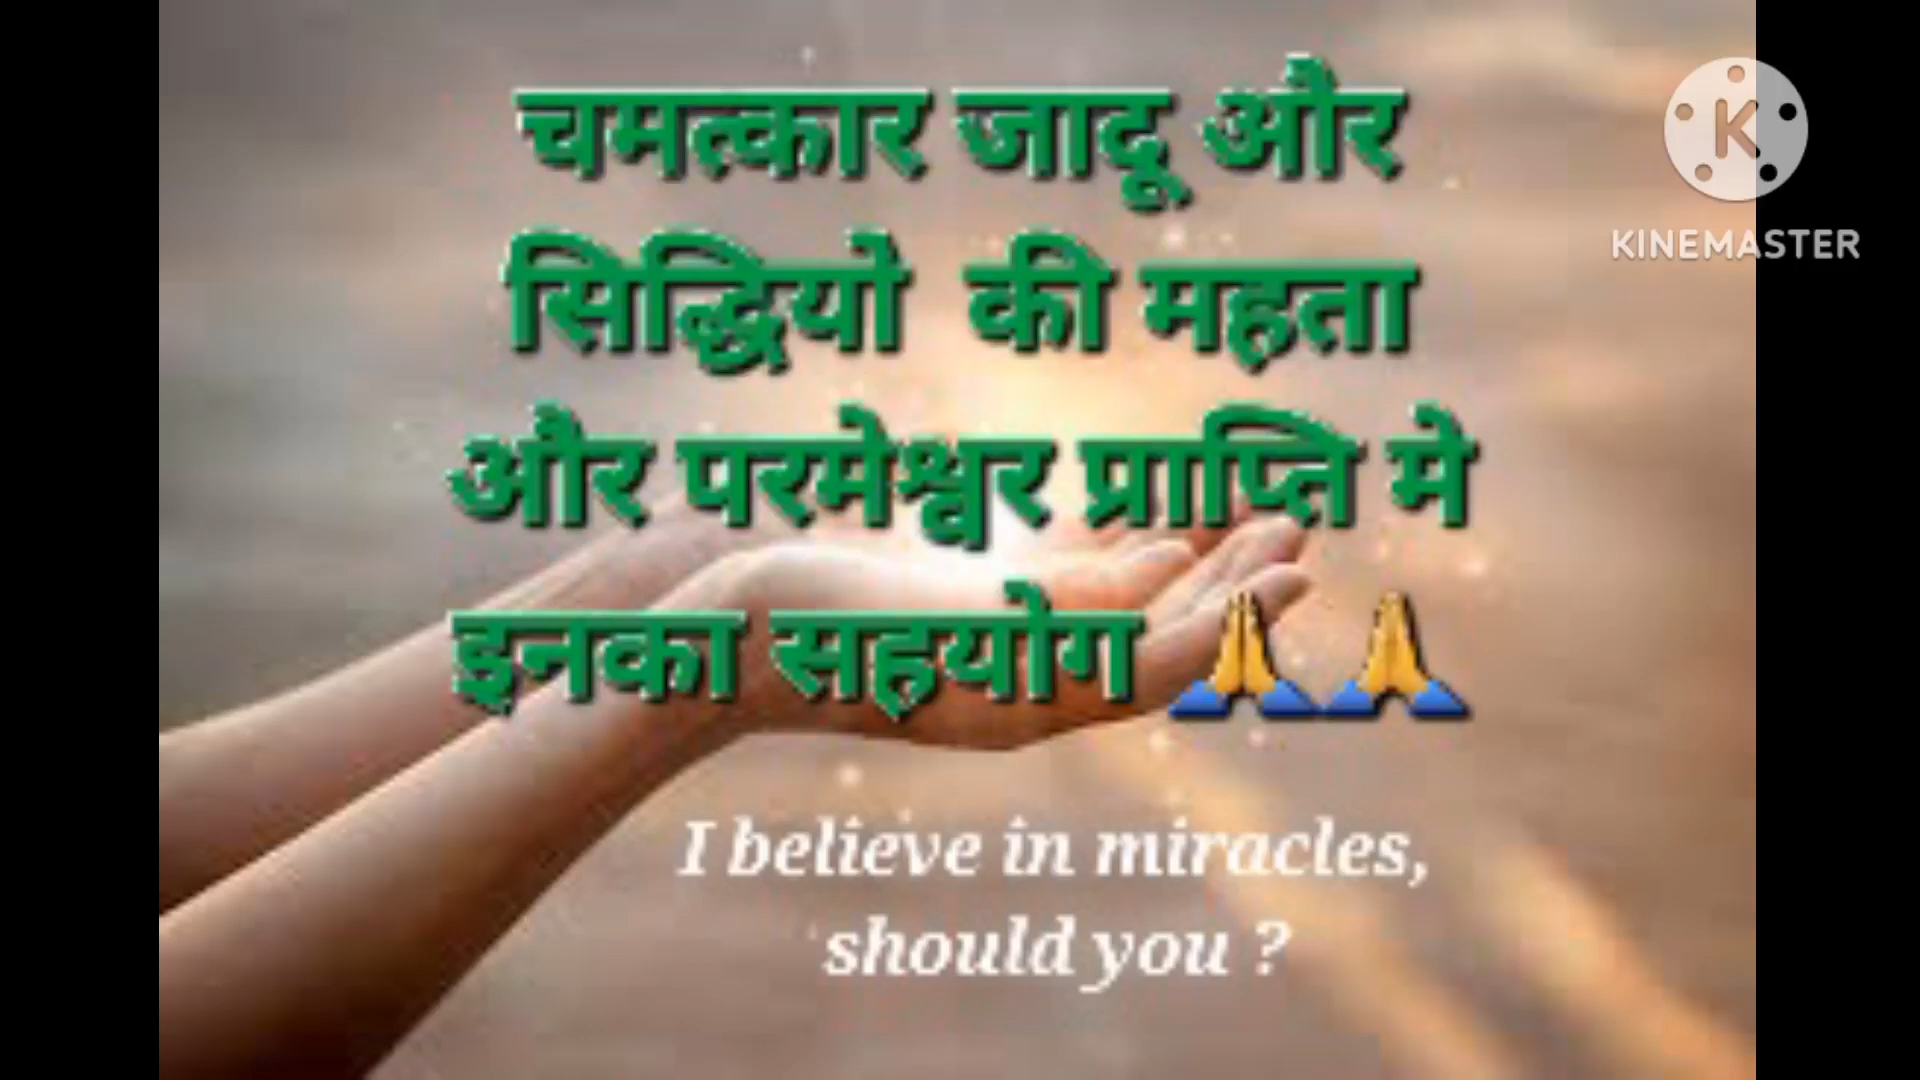 चमत्कार जादू और
सिद्धियो की महता
और परमेश्वर प्राप्ति मे
इनका सहयोग 🙏🙏
I believe in miracles,
should you ?
K
KINEMASTER